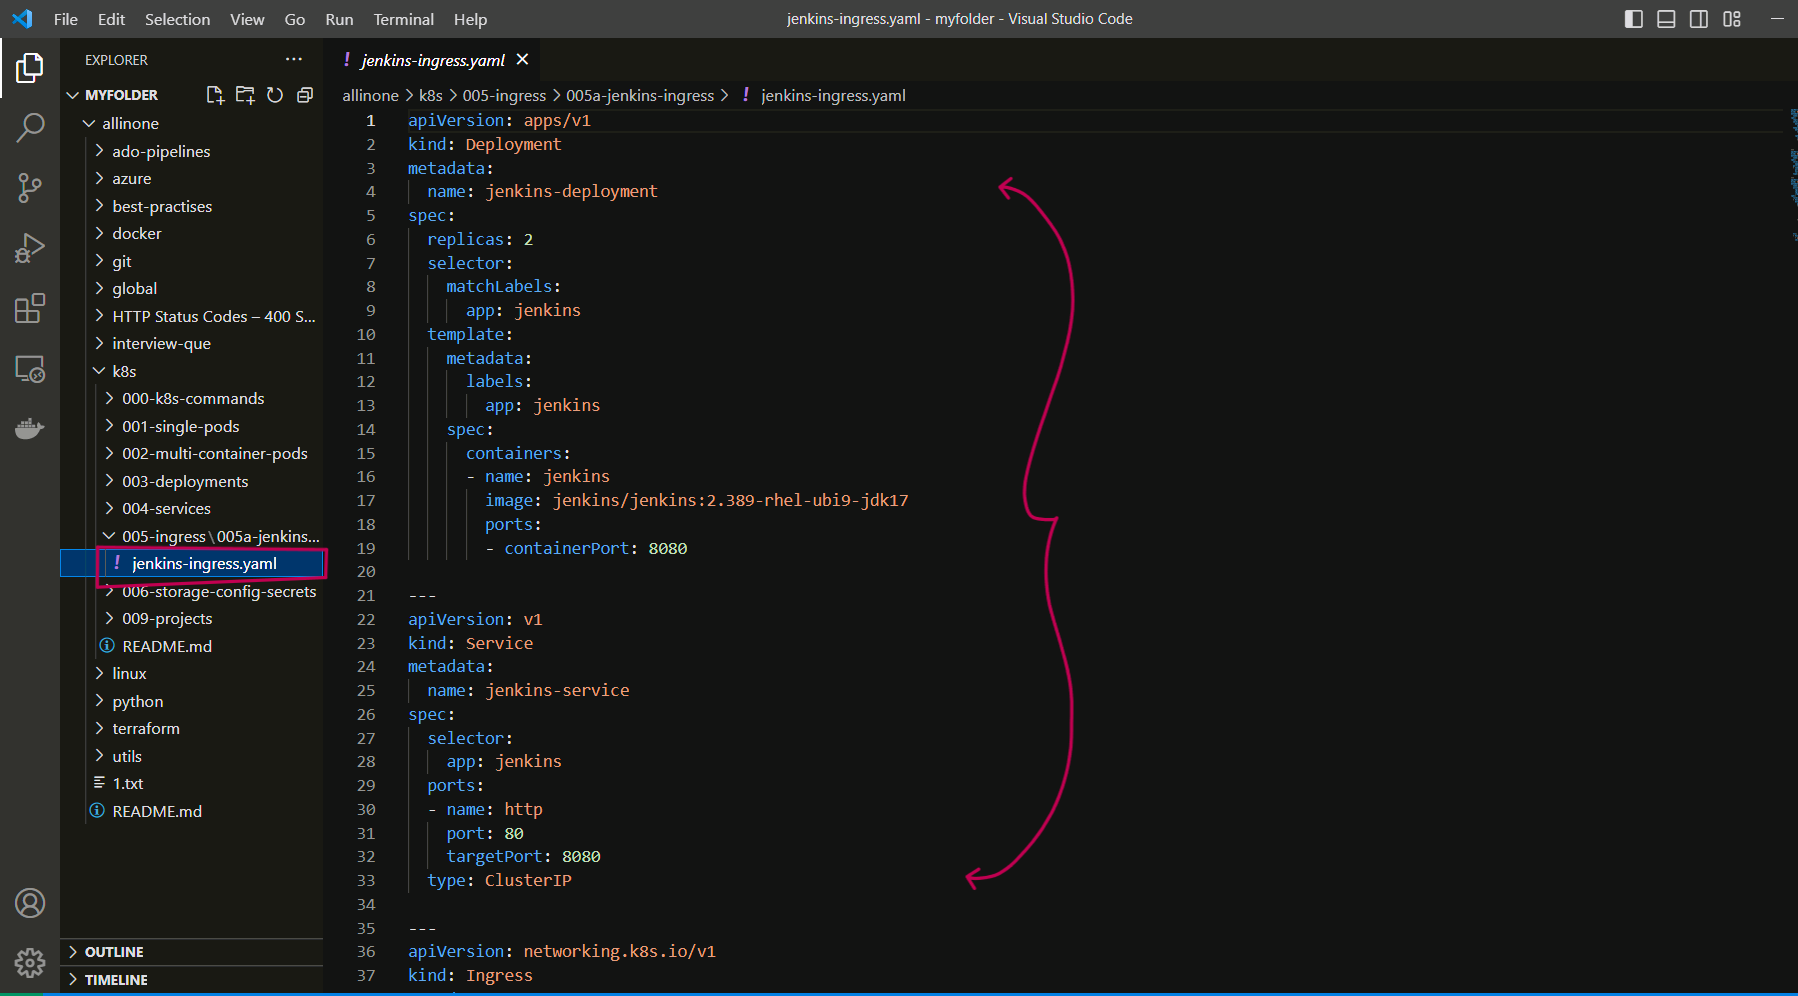 File Edit Selection View Go Run Terminal Help
jenkins-ingress.yaml - myfolder - Visual Studio Code
EXPLORER
MYFOLDER
allinone
ado-pipelines
azure
best-practises
docker
git
global
HTTP Status Codes – 400 S...
interview-que
k8s
000-k8s-commands
001-single-pods
002-multi-container-pods
003-deployments
004-services
005-ingress\005a-jenkins...
! jenkins-ingress.yaml
006-storage-config-secrets
009-projects
README.md
linux
python
terraform
utils
1.txt
README.md
OUTLINE
TIMELINE
! jenkins-ingress.yaml
allinone > k8s > 005-ingress > 005a-jenkins-ingress > ! jenkins-ingress.yaml
1 apiVersion: apps/v1
2 kind: Deployment
3 metadata:
4 name: jenkins-deployment
5 spec:
6 replicas: 2
7 selector:
8 matchLabels:
9 app: jenkins
10 template:
11 metadata:
12 labels:
13 app: jenkins
14 spec:
15 containers:
16 - name: jenkins
17 image: jenkins/jenkins:2.389-rhel-ubi9-jdk17
18 ports:
19 - containerPort: 8080
20
21 ---
22 apiVersion: v1
23 kind: Service
24 metadata:
25 name: jenkins-service
26 spec:
27 selector:
28 app: jenkins
29 ports:
30 - name: http
31 port: 80
32 targetPort: 8080
33 type: ClusterIP
34
35 ---
36 apiVersion: networking.k8s.io/v1
37 kind: Ingress